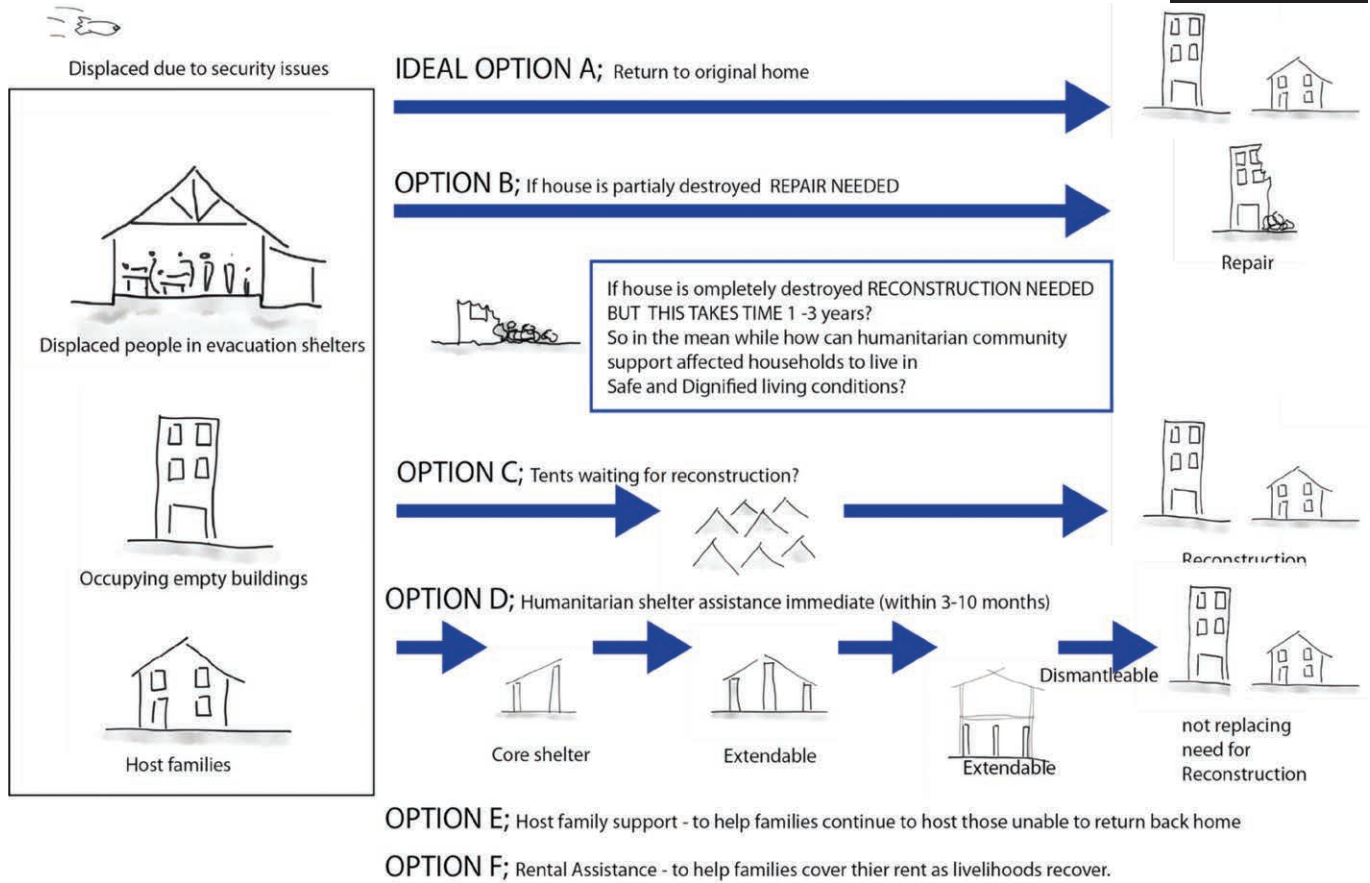 Displaced due to security issues
IDEAL OPTION A; Return to original home
OPTION B; If house is partialy destroyed REPAIR NEEDED
Repair
Displaced people in evacuation shelters
If house is ompletely destroyed RECONSTRUCTION NEEDED
BUT THIS TAKES TIME 1 -3 years?
So in the mean while how can humanitarian community
support affected households to live in
Safe and Dignified living conditions?
OPTION C; Tents waiting for reconstruction?
Reconstruction
Occupying empty buildings
OPTION D; Humanitarian shelter assistance immediate (within 3-10 months)
Core shelter
Extendable
Extendable
Dismantleable
not replacing
need for
Reconstruction
Host families
OPTION E; Host family support - to help families continue to host those unable to return back home
OPTION F; Rental Assistance - to help families cover thier rent as livelihoods recover.